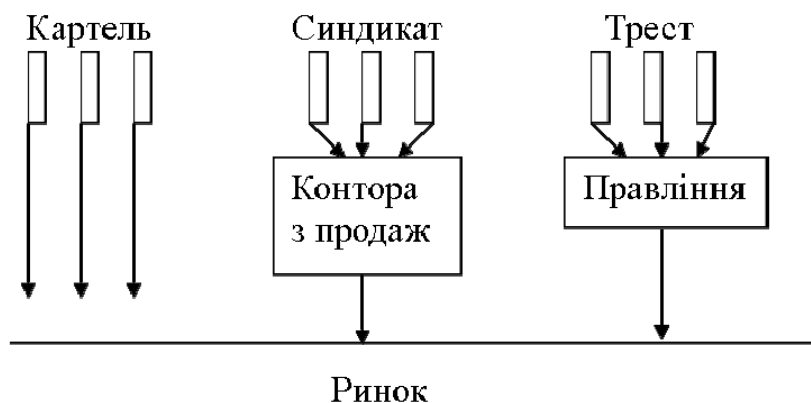 Картель Синдикат Трест
Контора
з продаж
Правління
Ринок